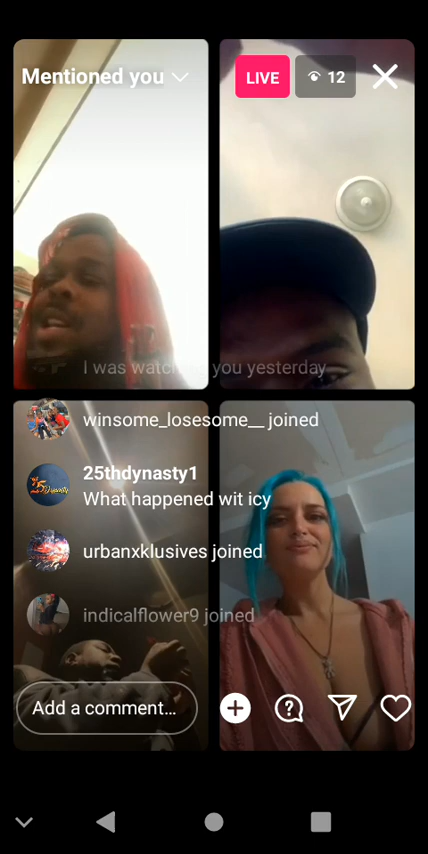 Mentioned you
LIVE
12
I was watching you yesterday
winsome_losesome__ joined
25thdynasty1
What happened wit icy
urbanxklusives joined
indicalflower9 joined
Add a comment...